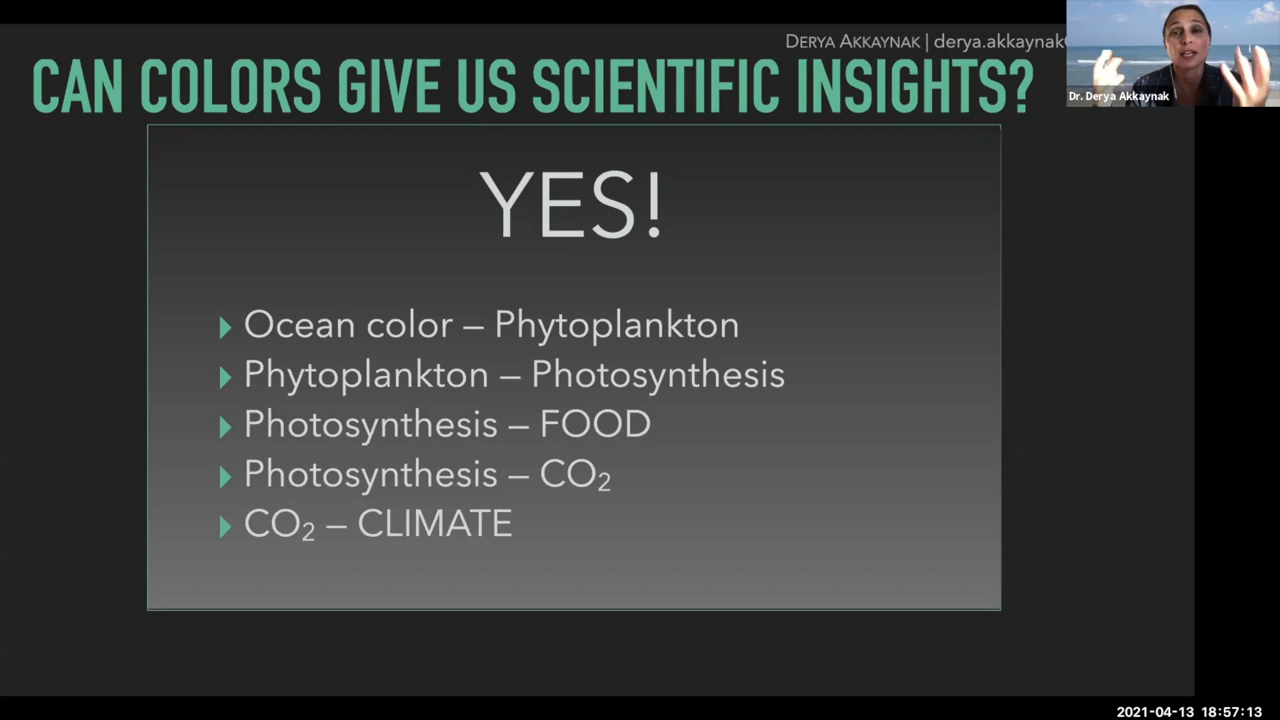 DERYA AKKAYNAK | derya.akkaynak
CAN COLORS GIVE US SCIENTIFIC INSIGHTS?
Dr. Derya Akkaynak
YES!
Ocean color – Phytoplankton
Phytoplankton – Photosynthesis
Photosynthesis – FOOD
Photosynthesis – CO₂
CO₂ – CLIMATE
2021-04-13 18:57:13